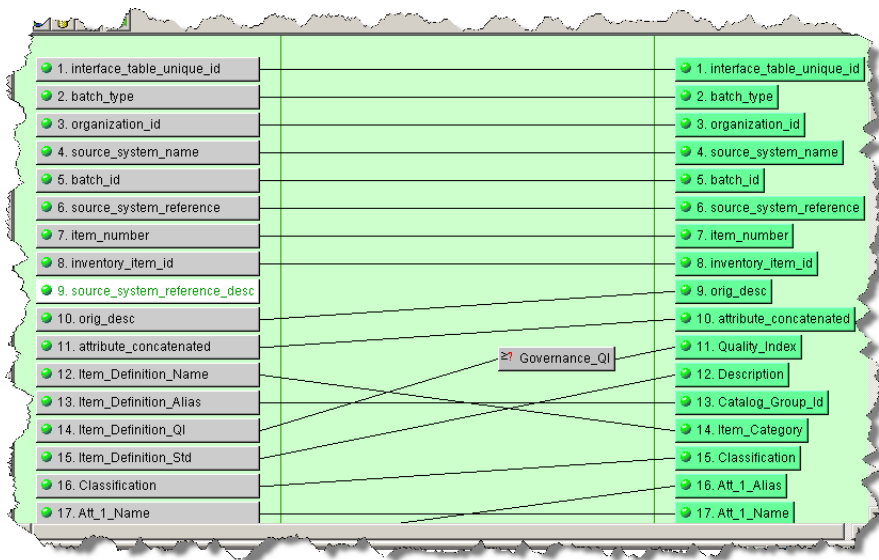 1. interface_table_unique_id
2. batch_type
3. organization_id
4. source_system_name
5. batch_id
6. source_system_reference
7. item_number
8. inventory_item_id
9. source_system_reference_desc
10. orig_desc
11. attribute_concatenated
12. Item_Definition_Name
13. Item_Definition_Alias
14. Item_Definition_QI
15. Item_Definition_Std
16. Classification
17. Att_1_Name
≥? Governance_QI
1. interface_table_unique_id
2. batch_type
3. organization_id
4. source_system_name
5. batch_id
6. source_system_reference
7. item_number
8. inventory_item_id
9. orig_desc
10. attribute_concatenated
11. Quality_Index
12. Description
13. Catalog_Group_Id
14. Item_Category
15. Classification
16. Att_1_Alias
17. Att_1_Name